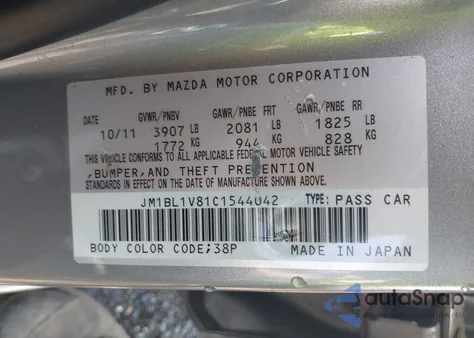 MFD. BY MAZDA MOTOR CORPORATION
DATE GVWR/PNBV GAWR/PNBE FRT GAWR/PNBE RR
10/11 3907 LB 2081 LB 1825 LB
1772 KG 944 KG 828 KG
THIS VEHICLE CONFORMS TO ALL APPLICABLE FEDERAL MOTOR VEHICLE SAFETY
,BUMPER,AND THEFT PREVENTION
STANDARDS IN EFFECT ON THE DATE OF MANUFACTURE SHOWN ABOVE.
JM1BL1V81C1544042 TYPE: PASS CAR
BODY COLOR CODE;38P MADE IN JAPAN
autoSnap